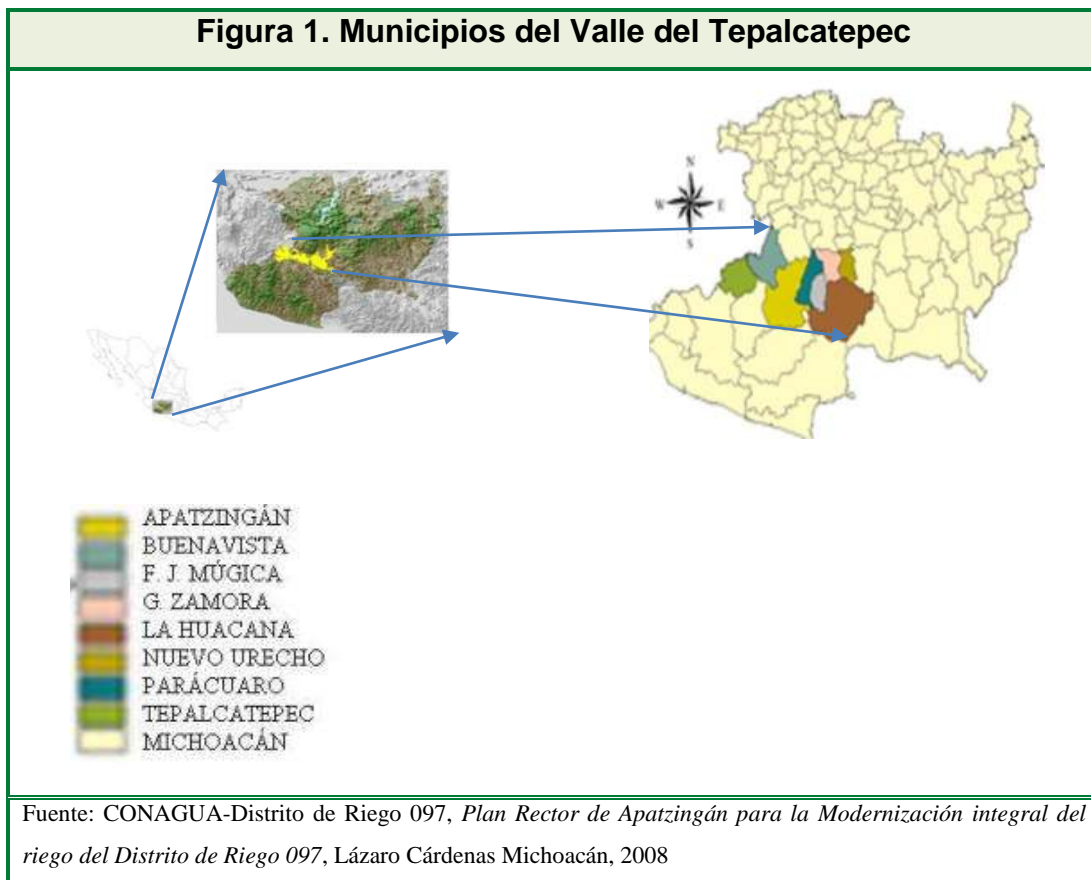 Figura 1. Municipios del Valle del Tepalcatepec
N
W E
S
APATZINGÁN
BUENAVISTA
F. J. MÚGICA
G. ZAMORA
LA HUACANA
NUEVO URECHO
PARÁCUARO
TEPALCATEPEC
MICHOACÁN
Fuente: CONAGUA-Distrito de Riego 097, Plan Rector de Apatzingán para la Modernización integral del
riego del Distrito de Riego 097, Lázaro Cárdenas Michoacán, 2008